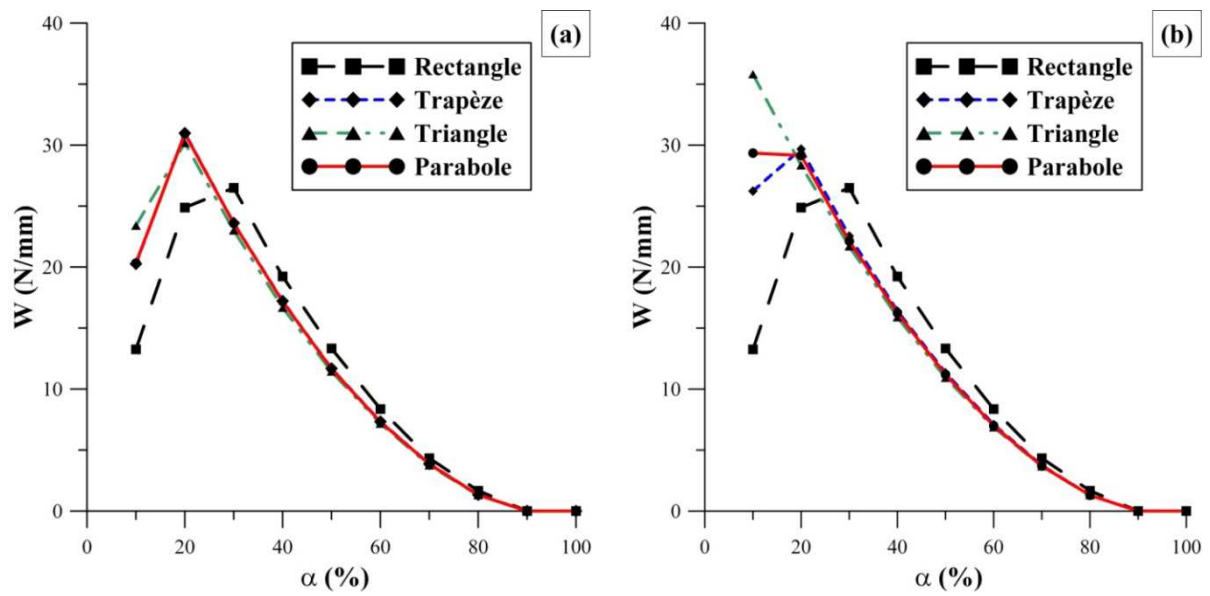 (a)
40
30
20
10
0
W (N/mm)
Rectangle
Trapèze
Triangle
Parabole
0 20 40 60 80 100
α (%)
(b)
40
30
20
10
0
W (N/mm)
Rectangle
Trapèze
Triangle
Parabole
0 20 40 60 80 100
α (%)